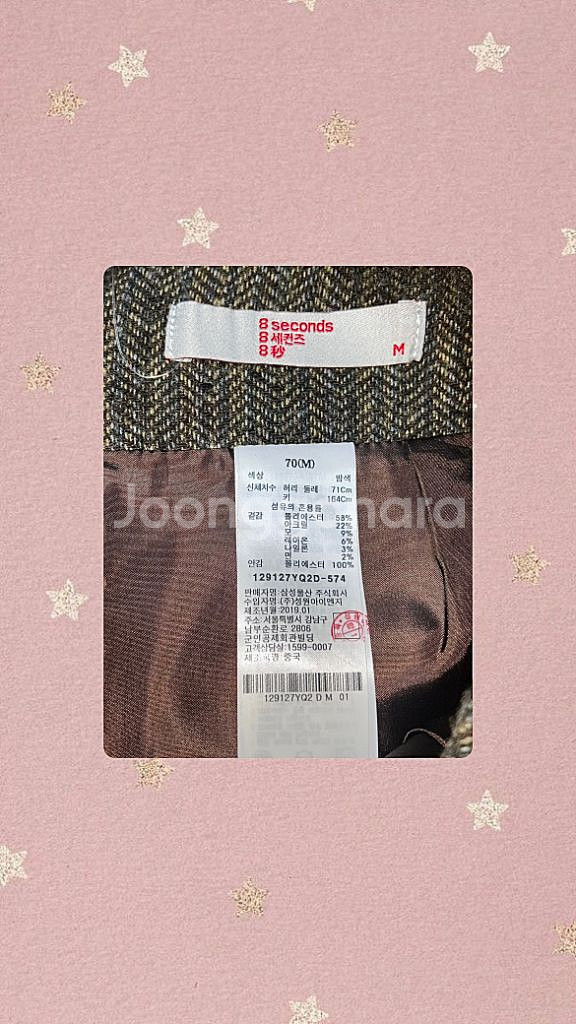 8 seconds
8 세컨즈
8 秒
M
70(M)
색상 밤색
신체치수 허리 둘레 71Cm
키 164Cm
섬유의 혼용률
겉감 폴리에스터 58%
아크릴 22%
모 9%
레이온 6%
나일론 3%
면 2%
안감 폴리에스터 100%
129127YQ2D-574
판매자명:삼성물산 주식회사
수입자명:(주)성원아이엔지
제조년월:2019.01
주소:서울특별시 강남구
남부순환로 2806
군인공제회관빌딩
고객상담실:1599-0007
제조국명:중국
129127YQ2 D M 01
Joongonara